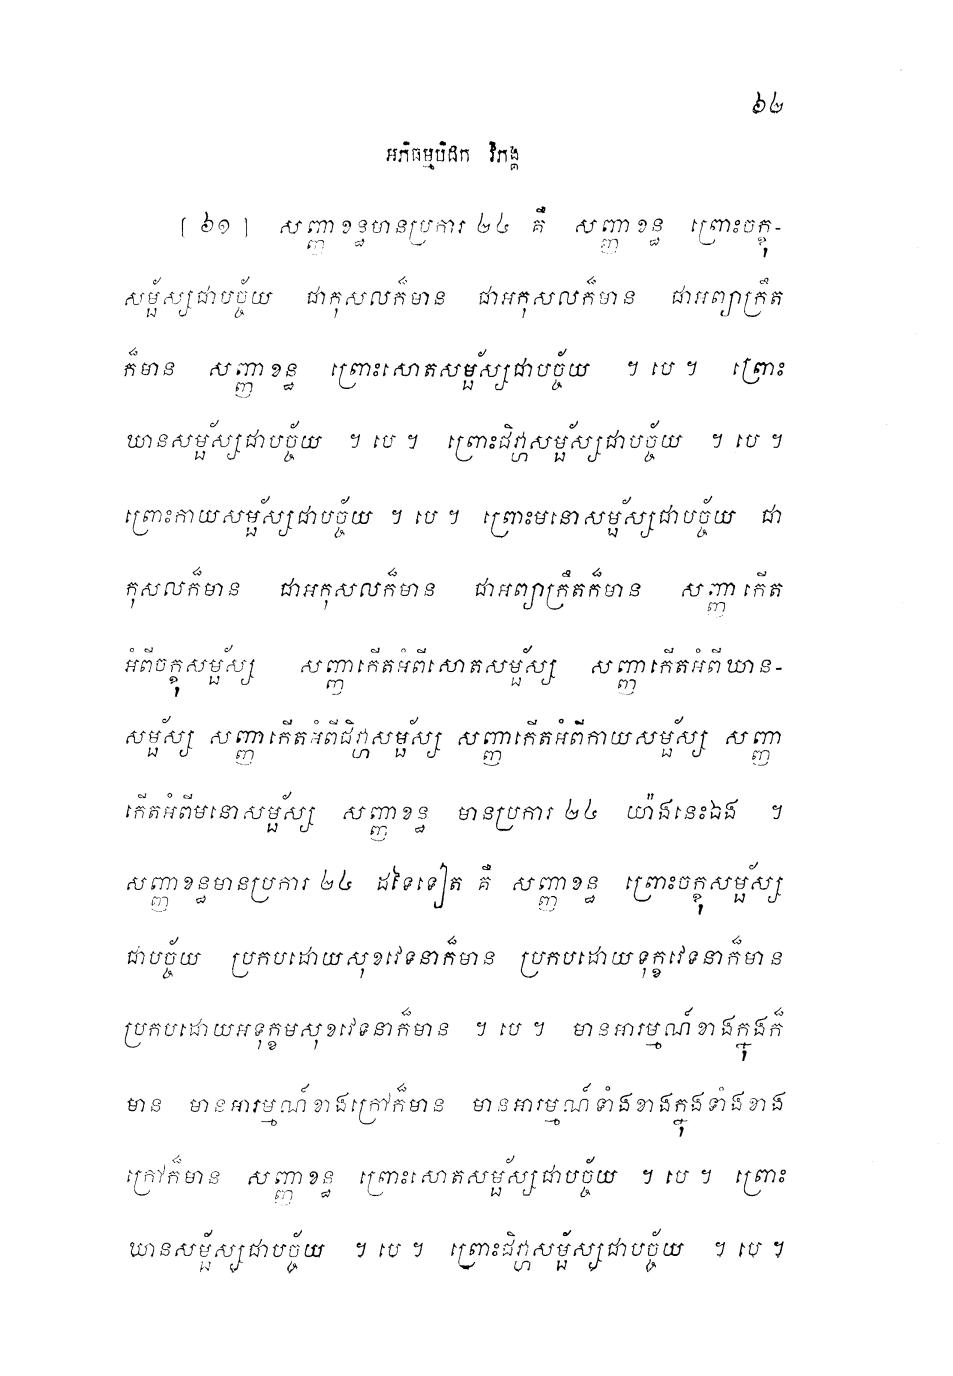 ៦៤
អភិធម្មបិដក វិភង្គ
[ ៦១ ] សញ្ញាខន្ធមានប្រការ ២៤ គឺ សញ្ញាខន្ធ ព្រោះចក្ខុ-
សម្ផ័ស្សជាបច្ច័យ ជាកុសលក៏មាន ជាអកុសលក៏មាន ជាអព្យាក្រឹត
ក៏មាន សញ្ញាខន្ធ ព្រោះសោតសម្ផ័ស្សជាបច្ច័យ ។ បេ ។ ព្រោះ
ឃានសម្ផ័ស្សជាបច្ច័យ ។ បេ ។ ព្រោះជិវ្ហាសម្ផ័ស្សជាបច្ច័យ ។ បេ ។
ព្រោះកាយសម្ផ័ស្សជាបច្ច័យ ។ បេ ។ ព្រោះមនោសម្ផ័ស្សជាបច្ច័យ ជា
កុសលក៏មាន ជាអកុសលក៏មាន ជាអព្យាក្រឹតក៏មាន សញ្ញាកើត
អំពីចក្ខុសម្ផ័ស្ស សញ្ញាកើតអំពីសោតសម្ផ័ស្ស សញ្ញាកើតអំពីឃាន-
សម្ផ័ស្ស សញ្ញាកើតអំពីជិវ្ហាសម្ផ័ស្ស សញ្ញាកើតអំពីកាយសម្ផ័ស្ស សញ្ញា
កើតអំពីមនោសម្ផ័ស្ស សញ្ញាខន្ធ មានប្រការ ២៤ យ៉ាងនេះឯង ។
សញ្ញាខន្ធមានប្រការ ២៤ ដទៃទៀត គឺ សញ្ញាខន្ធ ព្រោះចក្ខុសម្ផ័ស្ស
ជាបច្ច័យ ប្រកបដោយសុខវេទនាក៏មាន ប្រកបដោយទុក្ខវេទនាក៏មាន
ប្រកបដោយអទុក្ខមសុខវេទនាក៏មាន ។ បេ ។ មានអារម្មណ៍ខាងក្នុងក៏
មាន មានអារម្មណ៍ខាងក្រៅក៏មាន មានអារម្មណ៍ទាំងខាងក្នុងទាំងខាង
ក្រៅក៏មាន សញ្ញាខន្ធ ព្រោះសោតសម្ផ័ស្សជាបច្ច័យ ។ បេ ។ ព្រោះ
ឃានសម្ផ័ស្សជាបច្ច័យ ។ បេ ។ ព្រោះជិវ្ហាសម្ផ័ស្សជាបច្ច័យ ។ បេ ។